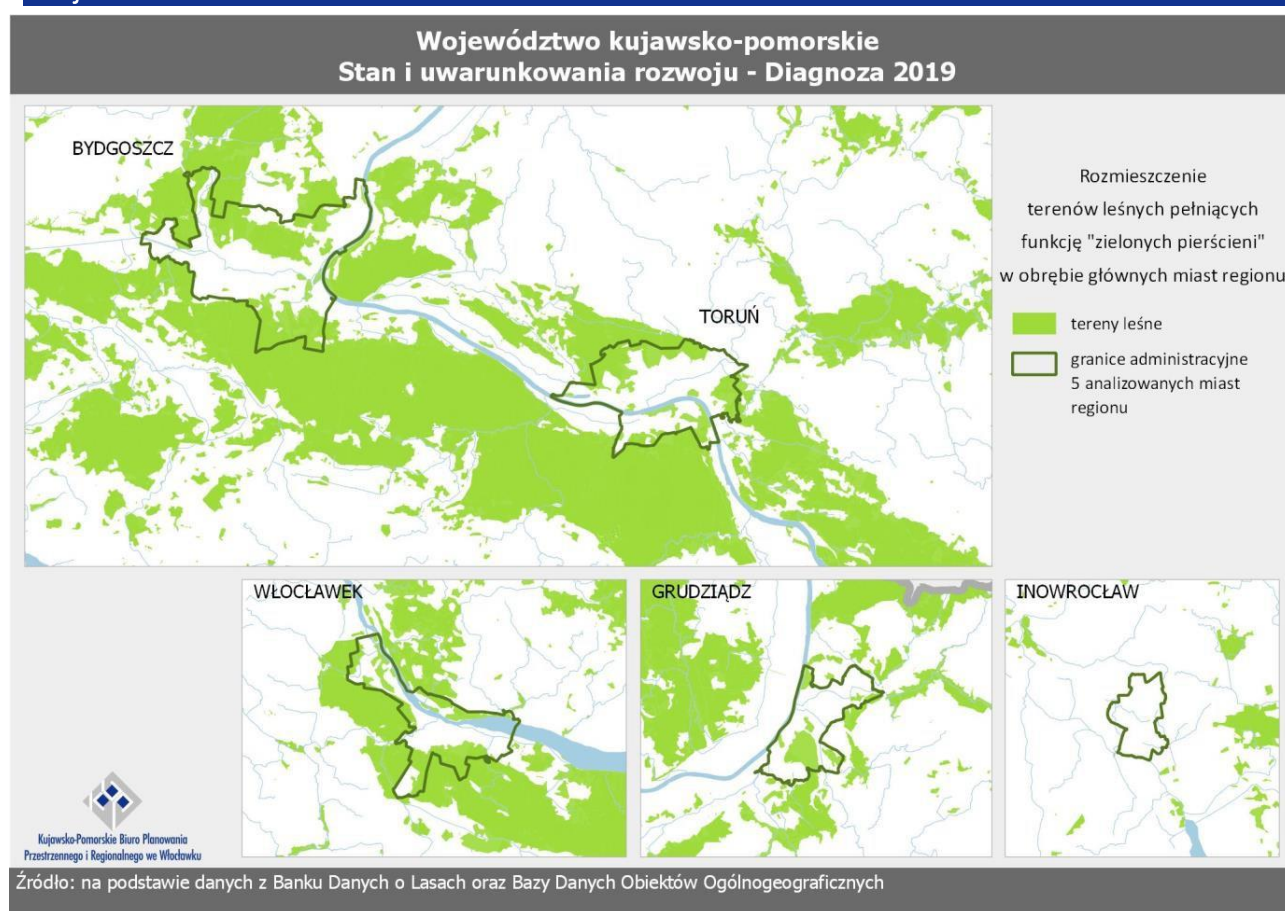 Województwo kujawsko-pomorskie
Stan i uwarunkowania rozwoju - Diagnoza 2019
BYDGOSZCZ
TORUŃ
Rozmieszczenie
terenów leśnych pełniących
funkcję "zielonych pierścieni"
w obrębie głównych miast regionu
tereny leśne
granice administracyjne
5 analizowanych miast
regionu
WŁOCŁAWEK
GRUDZIĄDZ
INOWROCŁAW
Kujawsko-Pomorskie Biuro Planowania
Przestrzennego i Regionalnego we Włocławku
Źródło: na podstawie danych z Banku Danych o Lasach oraz Bazy Danych Obiektów Ogólnogeograficznych